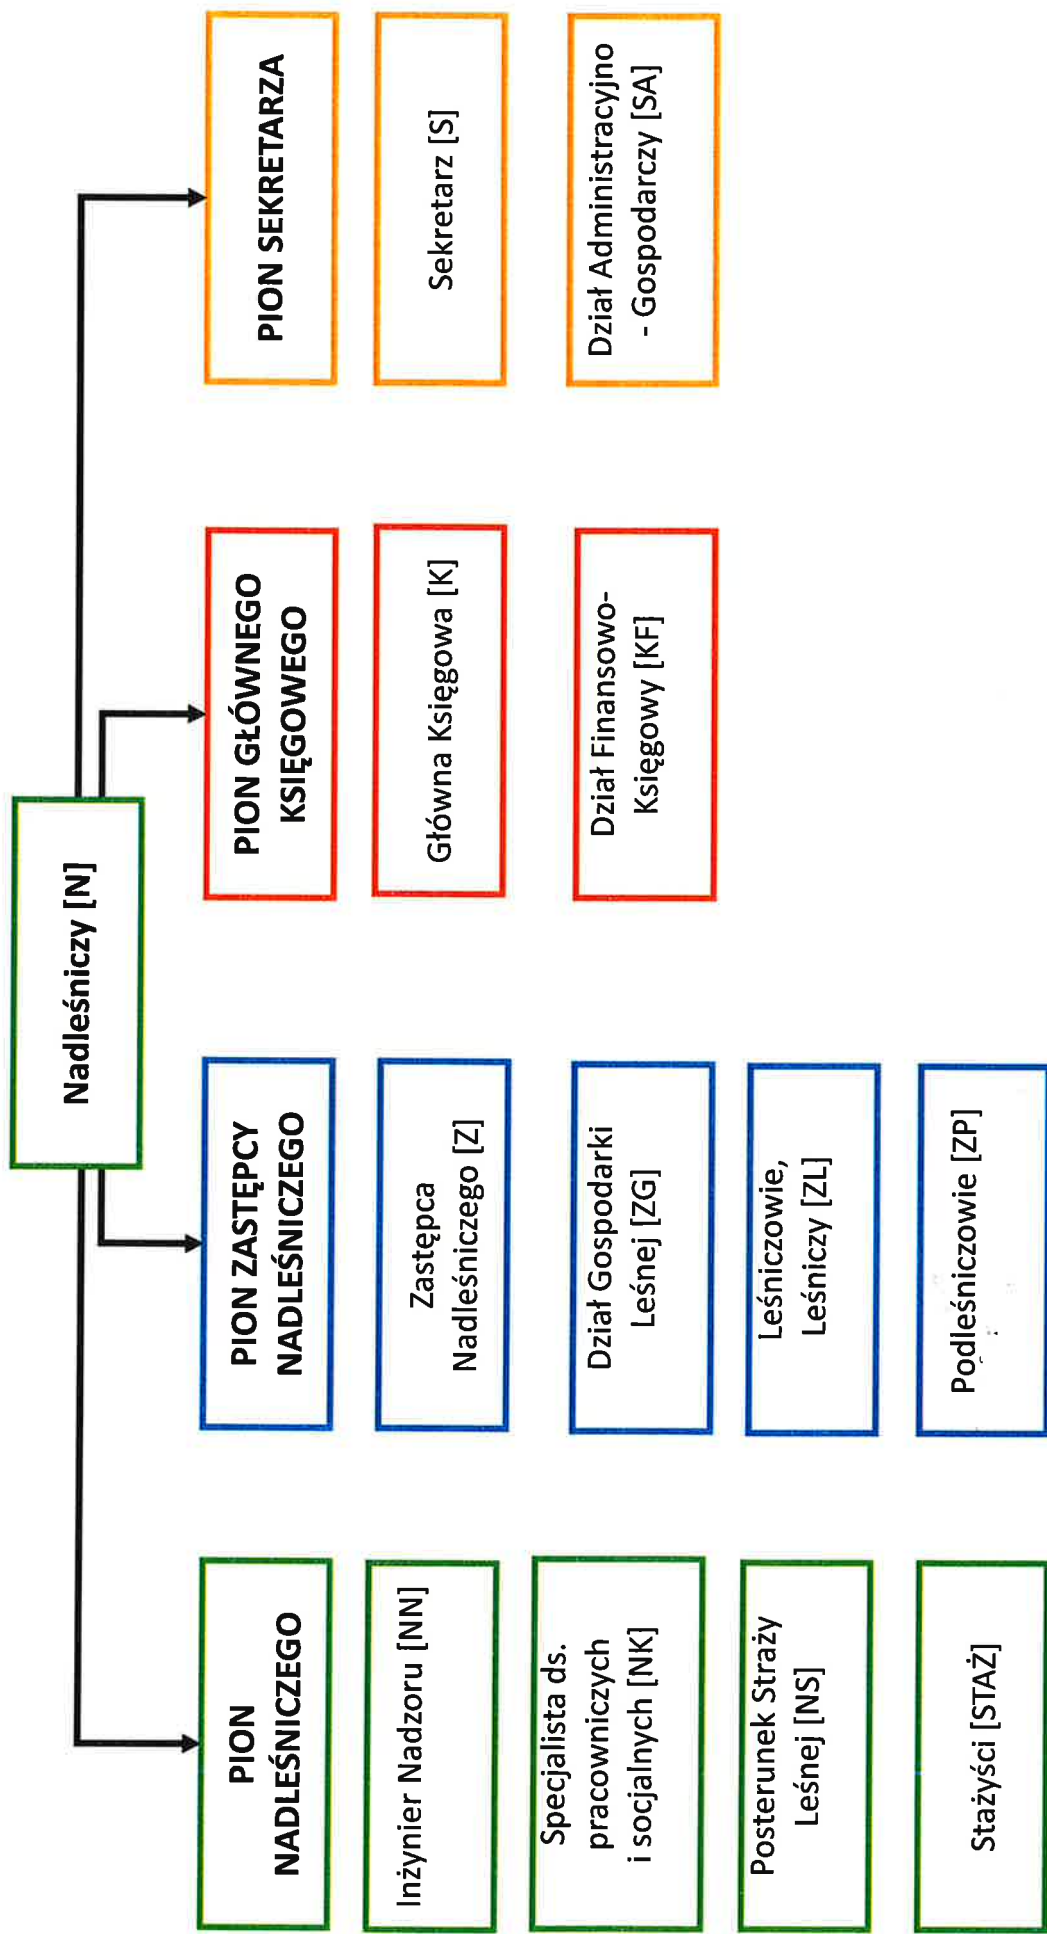 Nadleśniczy [N]
PION
NADLEŚNICZEGO
Inżynier Nadzoru [NN]
Specjalista ds.
pracowniczych
i socjalnych [NK]
Posterunek Straży
Leśnej [NS]
Stażyści [STAŻ]
PION ZASTĘPCY
NADLEŚNICZEGO
Zastępca
Nadleśniczego [Z]
Dział Gospodarki
Leśnej [ZG]
Leśniczowie,
Leśniczy [ZL]
Podleśniczowie [ZP]
PION GŁÓWNEGO
KSIĘGOWEGO
Główna Księgowa [K]
Dział Finansowo-
Księgowy [KF]
PION SEKRETARZA
Sekretarz [S]
Dział Administracyjno
- Gospodarczy [SA]